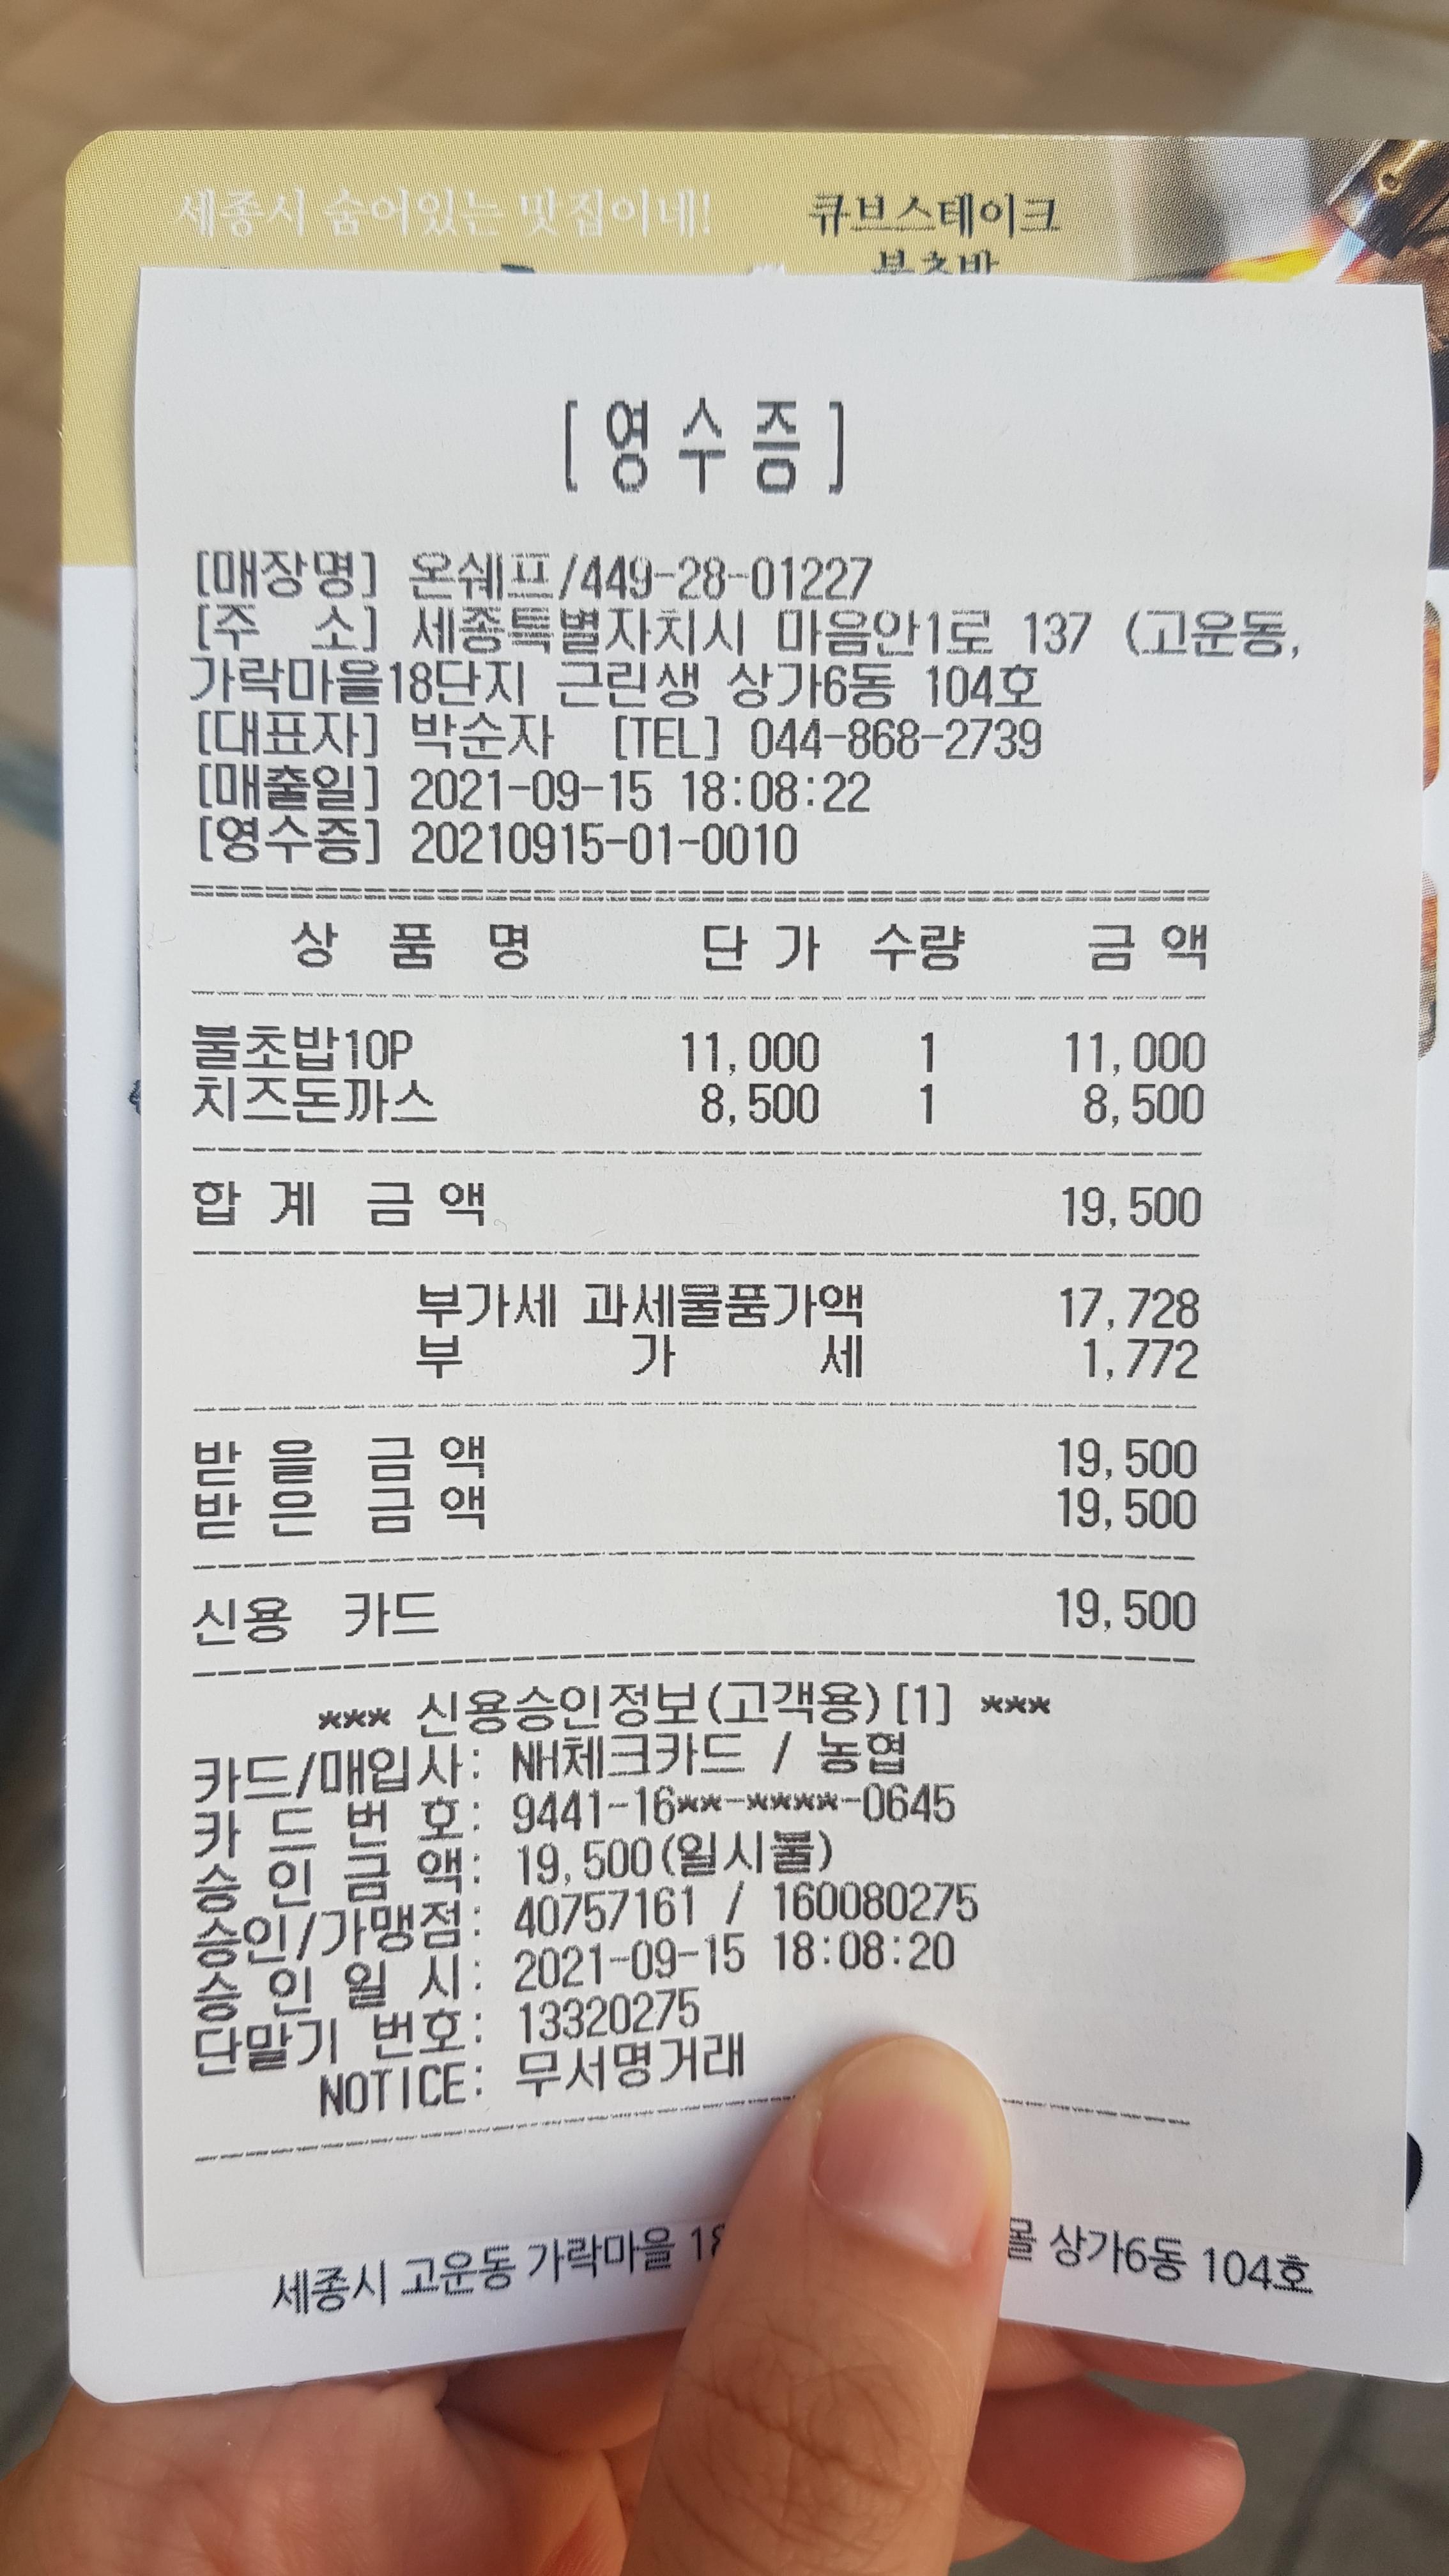 세종시 숨어있는 맛집이네!
큐브스테이크
[영수증]
[매장명] 온쉐프/449-28-01227
[주 소] 세종특별자치시 마음안1로 137 (고운동,
가락마을18단지 근린생 상가6동 104호
[대표자] 박순자 [TEL] 044-868-2739
[매출일] 2021-09-15 18:08:22
[영수증] 20210915-01-0010
상 품 명 단 가 수량 금 액
불초밥10P 11,000 1 11,000
치즈돈까스 8,500 1 8,500
합 계 금 액 19,500
부가세 과세물품가액 17,728
부 가 세 1,772
받 을 금 액 19,500
받 은 금 액 19,500
신용 카드 19,500
*** 신용승인정보(고객용)[1] ***
카드/매입사: NH체크카드 / 농협
카 드 번 호: 9441-16**-****-0645
승 인 금 액: 19,500(일시불)
승인/가맹점: 40757161 / 160080275
승 인 일 시: 2021-09-15 18:08:20
단말기 번호: 13320275
NOTICE: 무서명거래
세종시 고운동 가락마을 18 몰 상가6동 104호